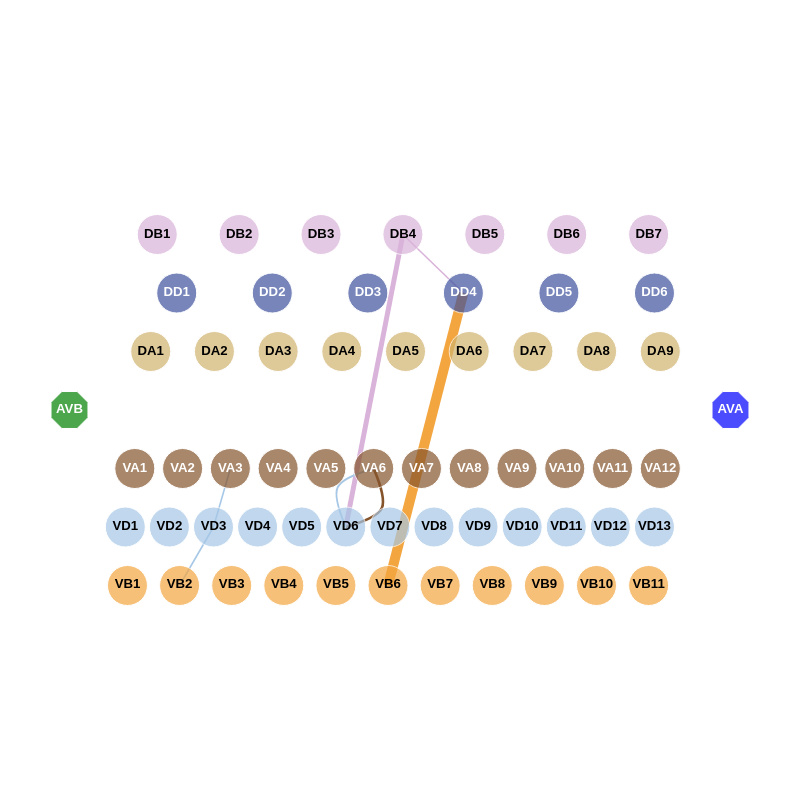 DB1 DB2 DB3 DB4 DB5 DB6 DB7
DD1 DD2 DD3 DD4 DD5 DD6
DA1 DA2 DA3 DA4 DA5 DA6 DA7 DA8 DA9
AVB AVA
VA1 VA2 VA3 VA4 VA5 VA6 VA7 VA8 VA9 VA10 VA11 VA12
VD1 VD2 VD3 VD4 VD5 VD6 VD7 VD8 VD9 VD10 VD11 VD12 VD13
VB1 VB2 VB3 VB4 VB5 VB6 VB7 VB8 VB9 VB10 VB11